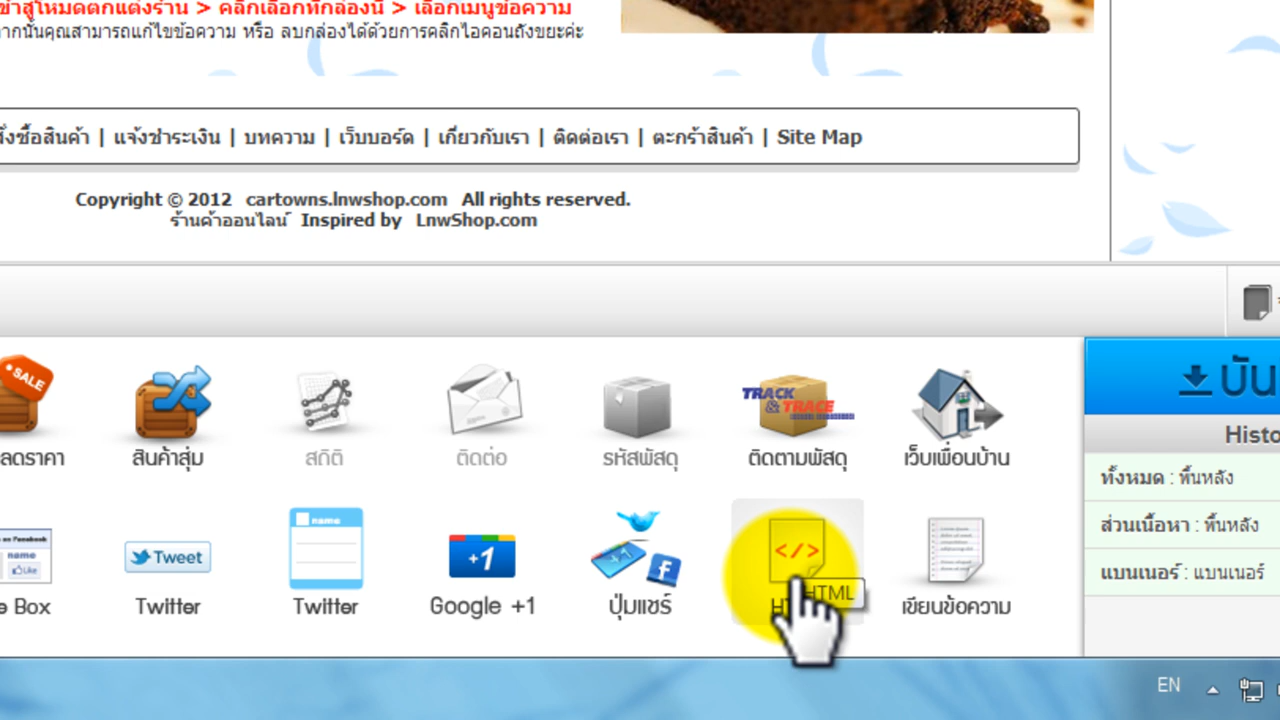 เข้าสู่โหมดตกแต่งร้าน > คลิกเลือกที่กล่องนี้ > เลือกเมนูข้อความ
จากนั้นคุณสามารถแก้ไขข้อความ หรือ ลบกล่องได้ด้วยการคลิกไอคอนถังขยะค่ะ
สั่งซื้อสินค้า | แจ้งชำระเงิน | บทความ | เว็บบอร์ด | เกี่ยวกับเรา | ติดต่อเรา | ตะกร้าสินค้า | Site Map
Copyright © 2012 cartowns.lnwshop.com All rights reserved.
ร้านค้าออนไลน์ Inspired by LnwShop.com
SALE
TRACK
& TRACE
ลดราคา สินค้าสุ่ม สถิติ ติดต่อ รหัสพัสดุ ติดตามพัสดุ เว็บเพื่อนบ้าน
บัน
Histo
ทั้งหมด : พื้นหลัง
ส่วนเนื้อหา : พื้นหลัง
แบนเนอร์ : แบนเนอร์
on Facebook
name
Like
Tweet
name
+1
+1
f
</>
HTML
Box Twitter Twitter Google +1 ปุ่มแชร์ เขียนข้อความ
EN